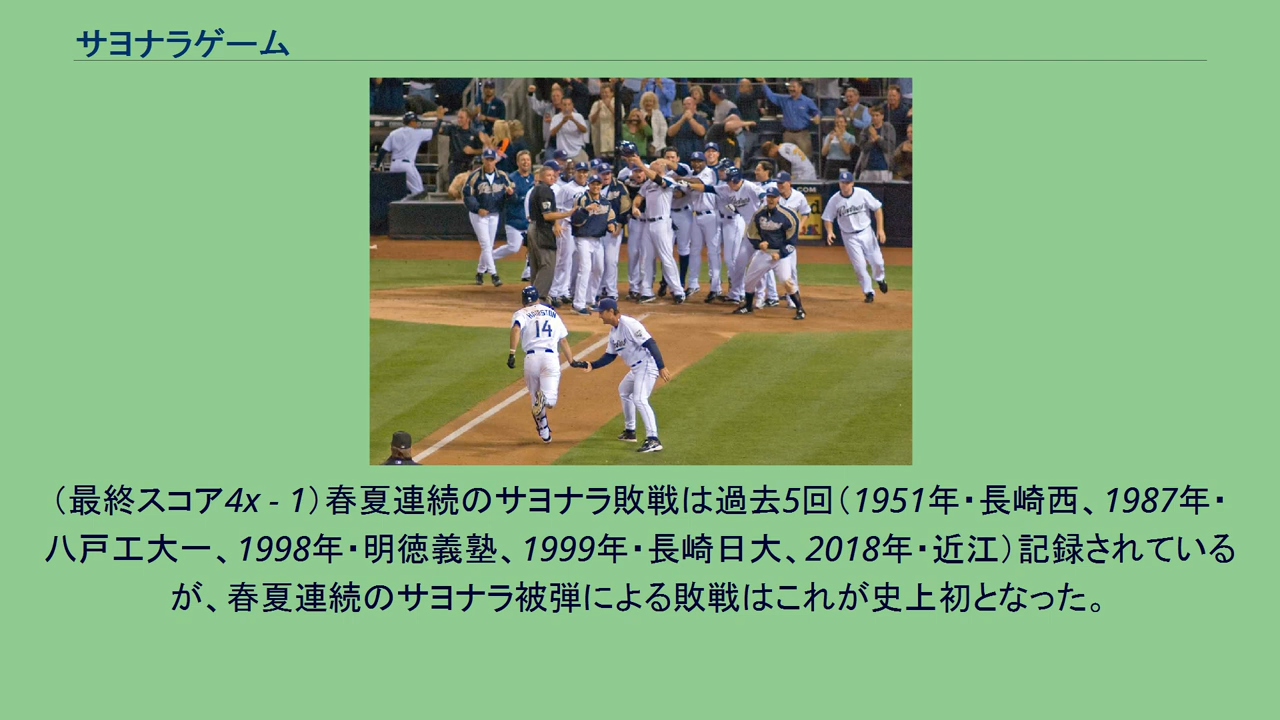 サヨナラゲーム
HAIRSTON
14
.COM
（最終スコア4x - 1）春夏連続のサヨナラ敗戦は過去5回（1951年・長崎西、1987年・
八戸工大一、1998年・明徳義塾、1999年・長崎日大、2018年・近江）記録されている
が、春夏連続のサヨナラ被弾による敗戦はこれが史上初となった。